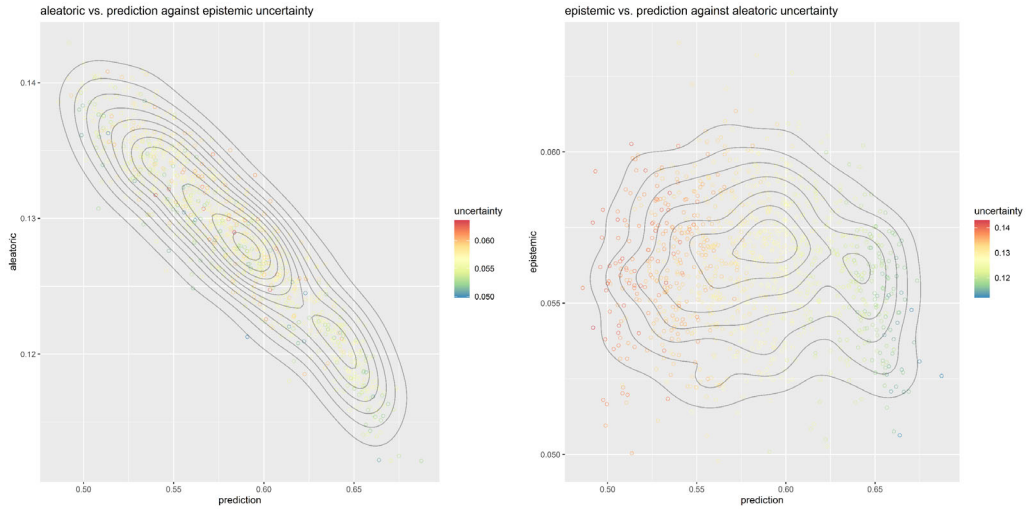 aleatoric vs. prediction against epistemic uncertainty
0.14
0.13
0.12
aleatoric
0.50
0.55
0.60
0.65
prediction
uncertainty
0.060
0.055
0.050
epistemic vs. prediction against aleatoric uncertainty
0.060
0.055
0.050
epistemic
0.50
0.55
0.60
0.65
prediction
uncertainty
0.14
0.13
0.12